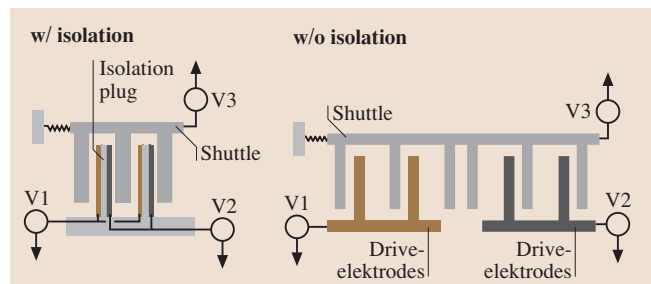 w/ isolation
Isolation
plug
V3
Shuttle
V1
V2
w/o isolation
Shuttle
V3
V1
V2
Drive-
elektrodes
Drive-
elektrodes